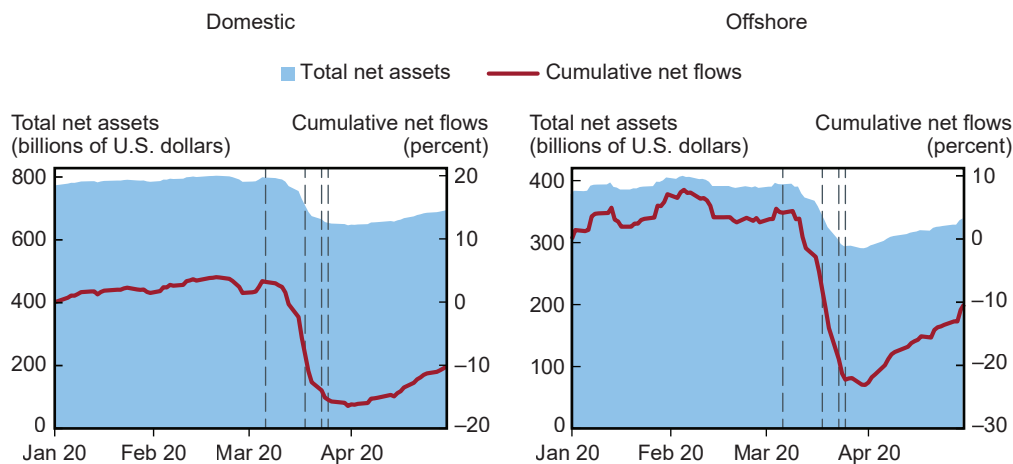 Domestic
Offshore
Total net assets
Cumulative net flows
Total net assets
(billions of U.S. dollars)
Cumulative net flows
(percent)
800
600
400
200
0
20
10
0
–10
–20
Jan 20
Feb 20
Mar 20
Apr 20
Total net assets
(billions of U.S. dollars)
Cumulative net flows
(percent)
400
300
200
100
0
10
0
–10
–20
–30
Jan 20
Feb 20
Mar 20
Apr 20